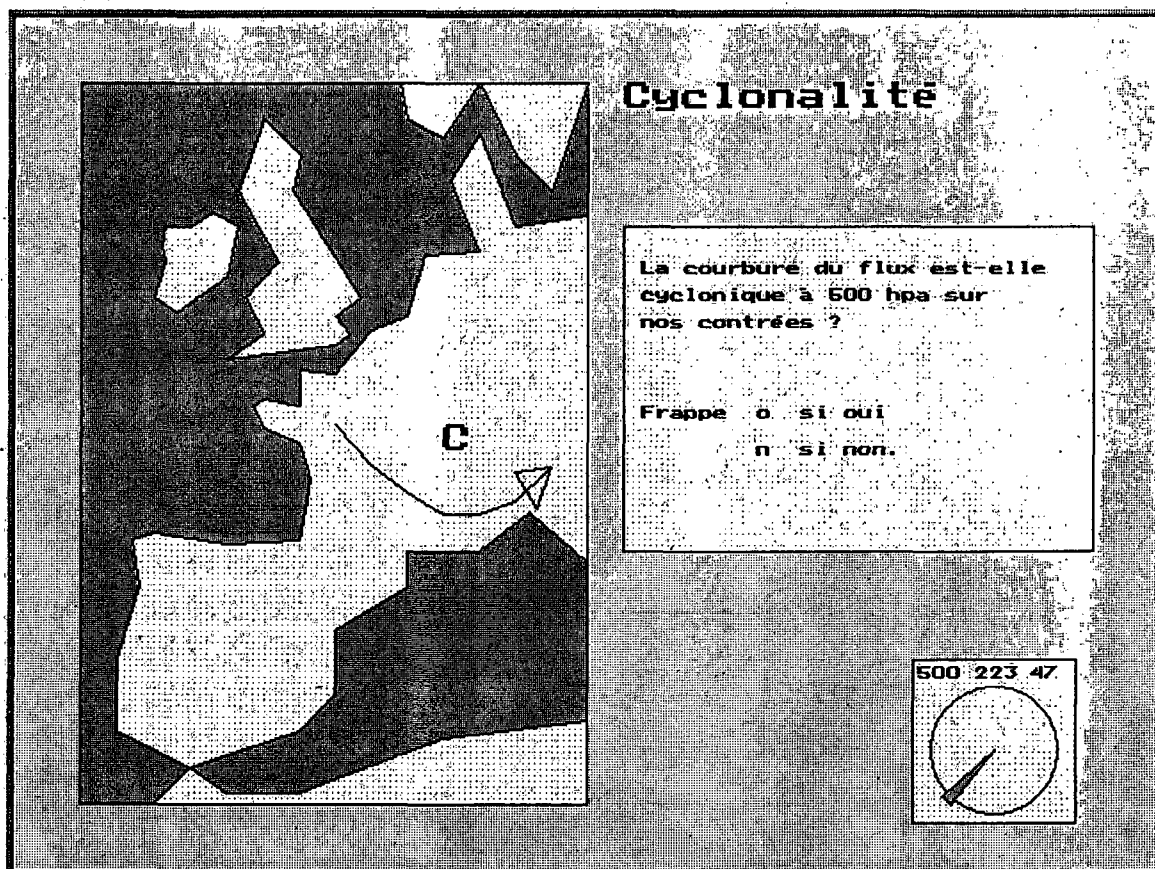 Cyclonalité
La courbure du flux est-elle
cyclonique à 500 hpa sur
nos contrées ?
Frappe o si oui
n si non.
C
500 223 47